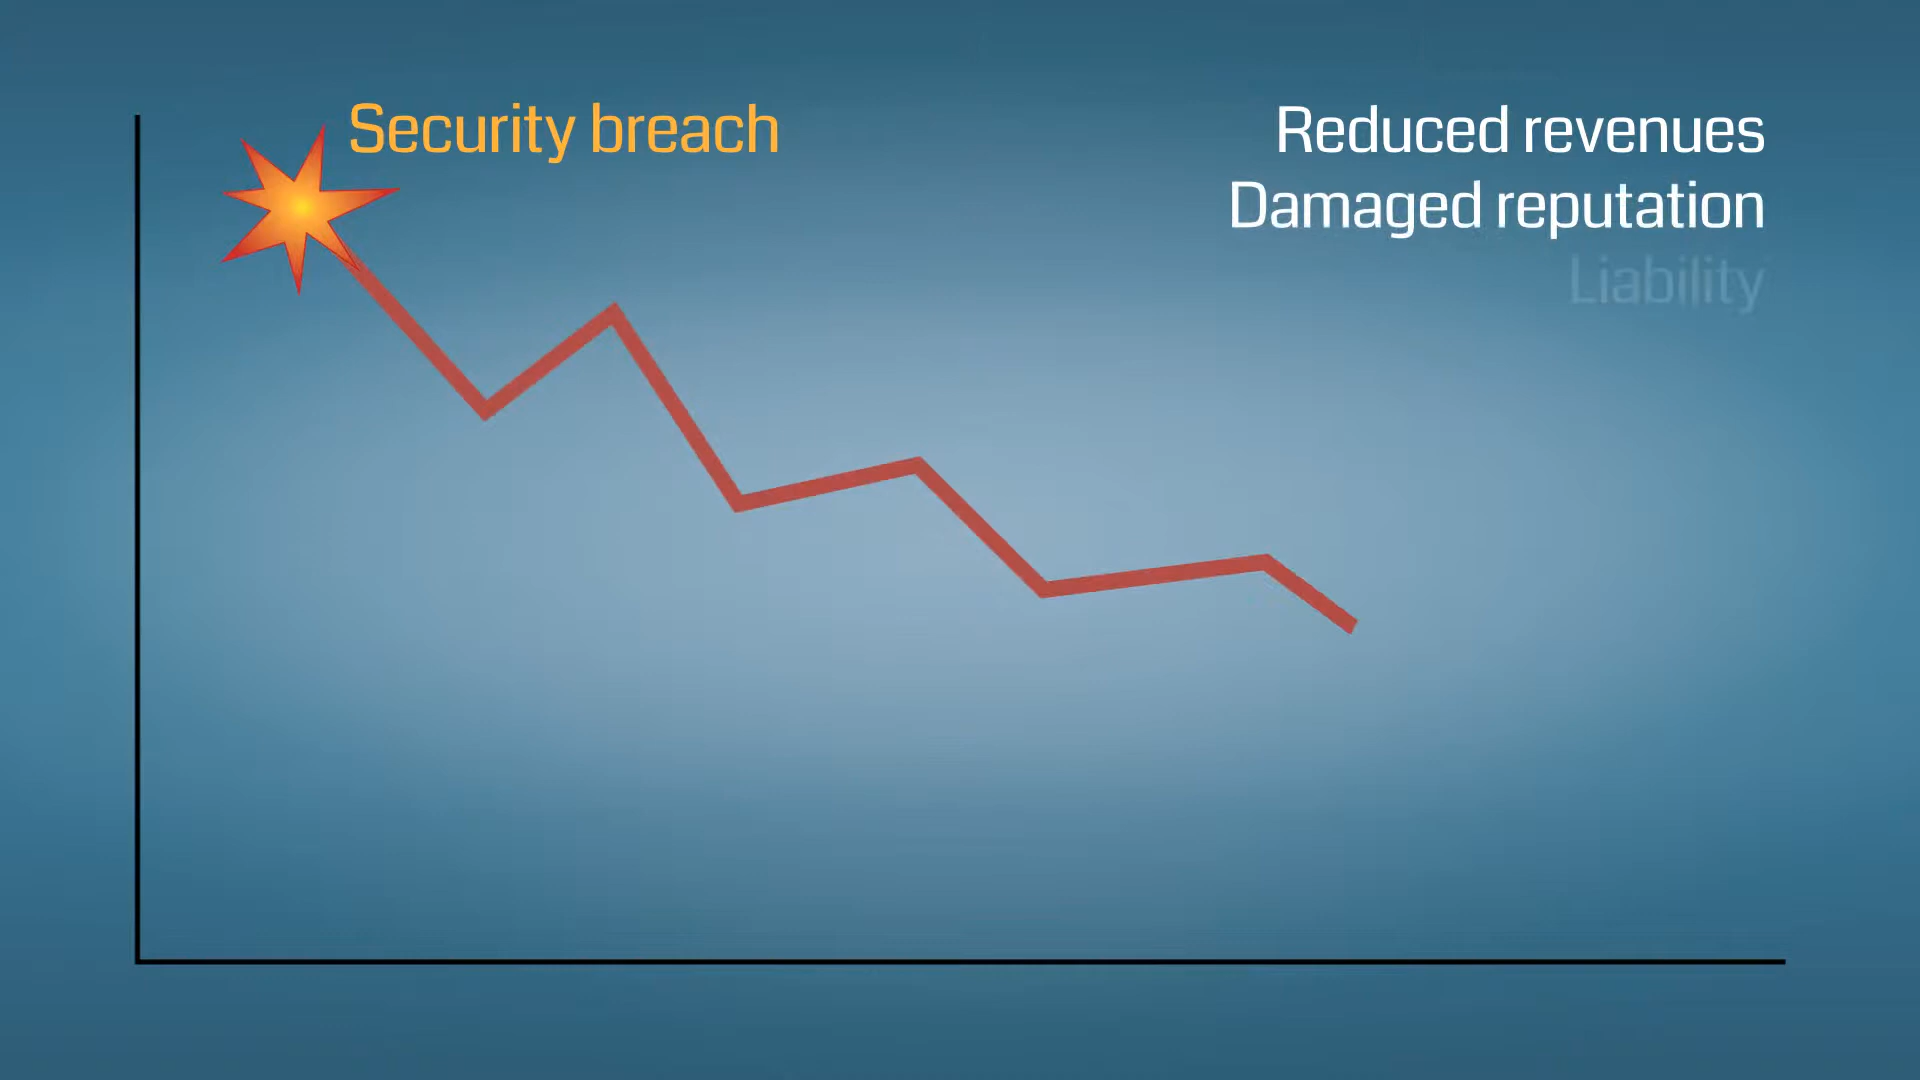 Security breach
Reduced revenues
Damaged reputation
Liability